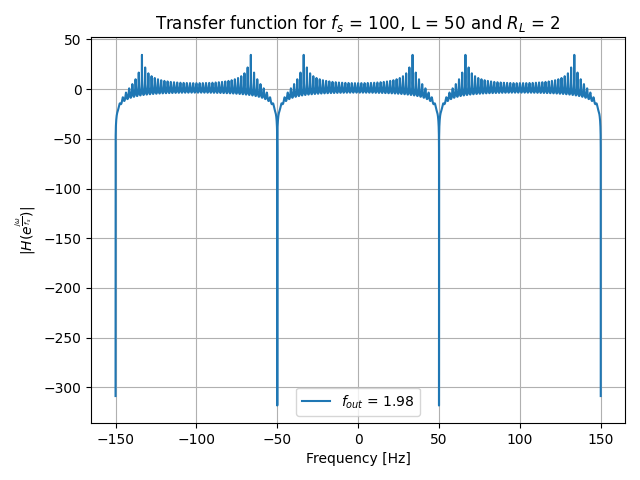 Transfer function for f_s = 100, L = 50 and R_L = 2
50
0
−50
−100
−150
−200
−250
−300
|H(e^{jω/T_s})|
f_out = 1.98
−150 −100 −50 0 50 100 150
Frequency [Hz]